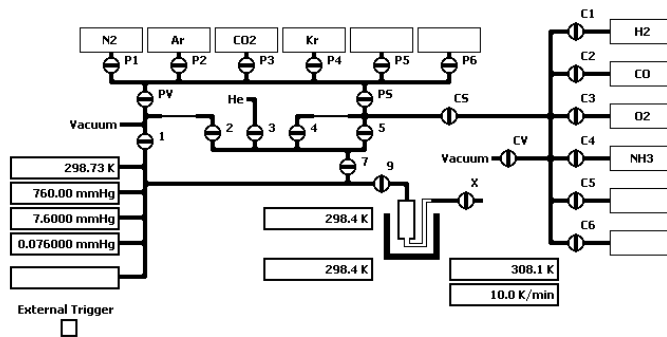 N2 Ar CO2 Kr
P1 P2 P3 P4 P5 P6
C1 H2
C2 CO
PV He PS CS C3 O2
Vacuum 1 2 3 4 5 CV
Vacuum C4 NH3
7 9 X C5
298.73 K
760.00 mmHg
7.6000 mmHg 298.4 K C6
0.076000 mmHg
298.4 K 308.1 K
10.0 K/min
External Trigger